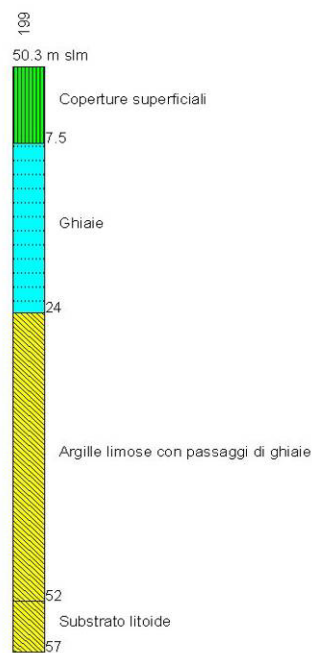 199
50.3 m slm
Coperture superficiali
7.5
Ghiaie
24
Argille limose con passaggi di ghiaie
52
Substrato litoide
57